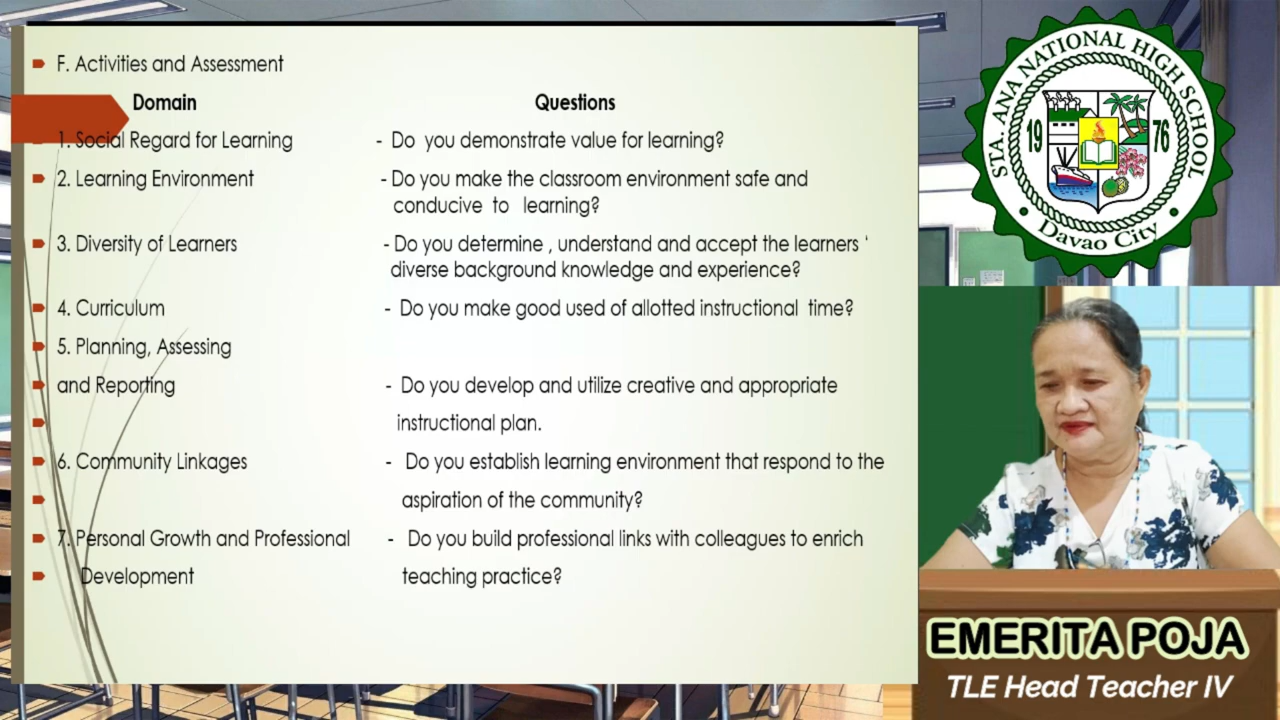 F. Activities and Assessment
Domain Questions
1. Social Regard for Learning - Do you demonstrate value for learning?
2. Learning Environment - Do you make the classroom environment safe and
conducive to learning?
3. Diversity of Learners - Do you determine , understand and accept the learners '
diverse background knowledge and experience?
4. Curriculum - Do you make good used of allotted instructional time?
5. Planning, Assessing
and Reporting - Do you develop and utilize creative and appropriate
instructional plan.
6. Community Linkages - Do you establish learning environment that respond to the
aspiration of the community?
7. Personal Growth and Professional - Do you build professional links with colleagues to enrich
Development teaching practice?
STA. ANA NATIONAL HIGH SCHOOL
19 76
Davao City
EMERITA POJA
TLE Head Teacher IV